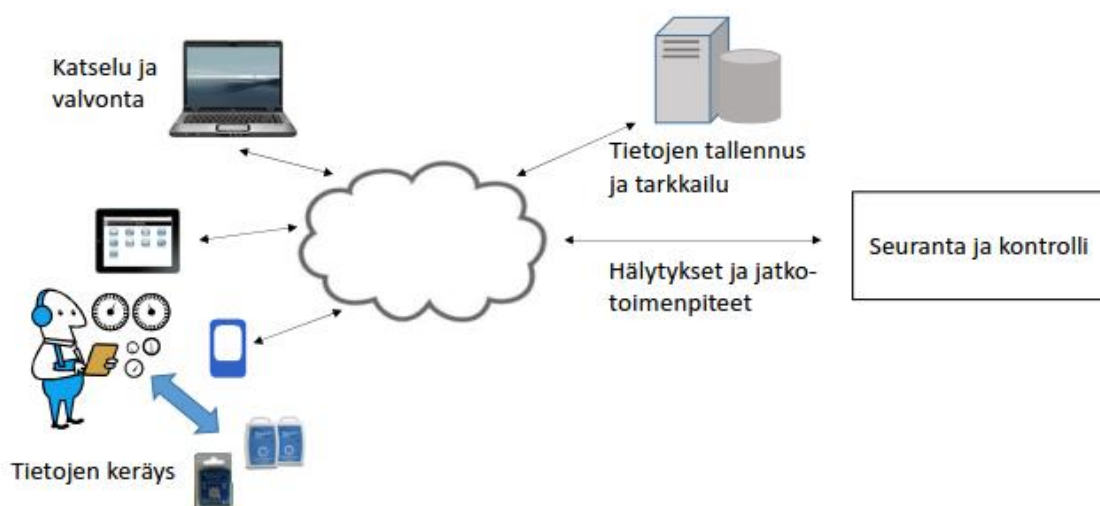 Katselu ja
valvonta
Tietojen tallennus
ja tarkkailu
Seuranta ja kontrolli
Hälytykset ja jatko-
toimenpiteet
Tietojen keräys